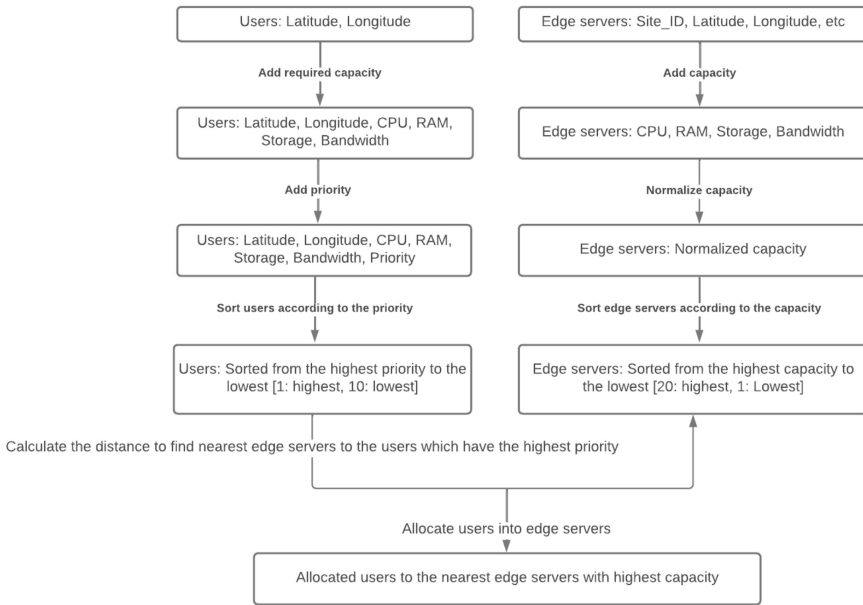 Users: Latitude, Longitude
Edge servers: Site_ID, Latitude, Longitude, etc
Add required capacity
Add capacity
Users: Latitude, Longitude, CPU, RAM,
Storage, Bandwidth
Edge servers: CPU, RAM, Storage, Bandwidth
Add priority
Normalize capacity
Users: Latitude, Longitude, CPU, RAM,
Storage, Bandwidth, Priority
Edge servers: Normalized capacity
Sort users according to the priority
Sort edge servers according to the capacity
Users: Sorted from the highest priority to the
lowest [1: highest, 10: lowest]
Edge servers: Sorted from the highest capacity to
the lowest [20: highest, 1: Lowest]
Calculate the distance to find nearest edge servers to the users which have the highest priority
Allocate users into edge servers
Allocated users to the nearest edge servers with highest capacity